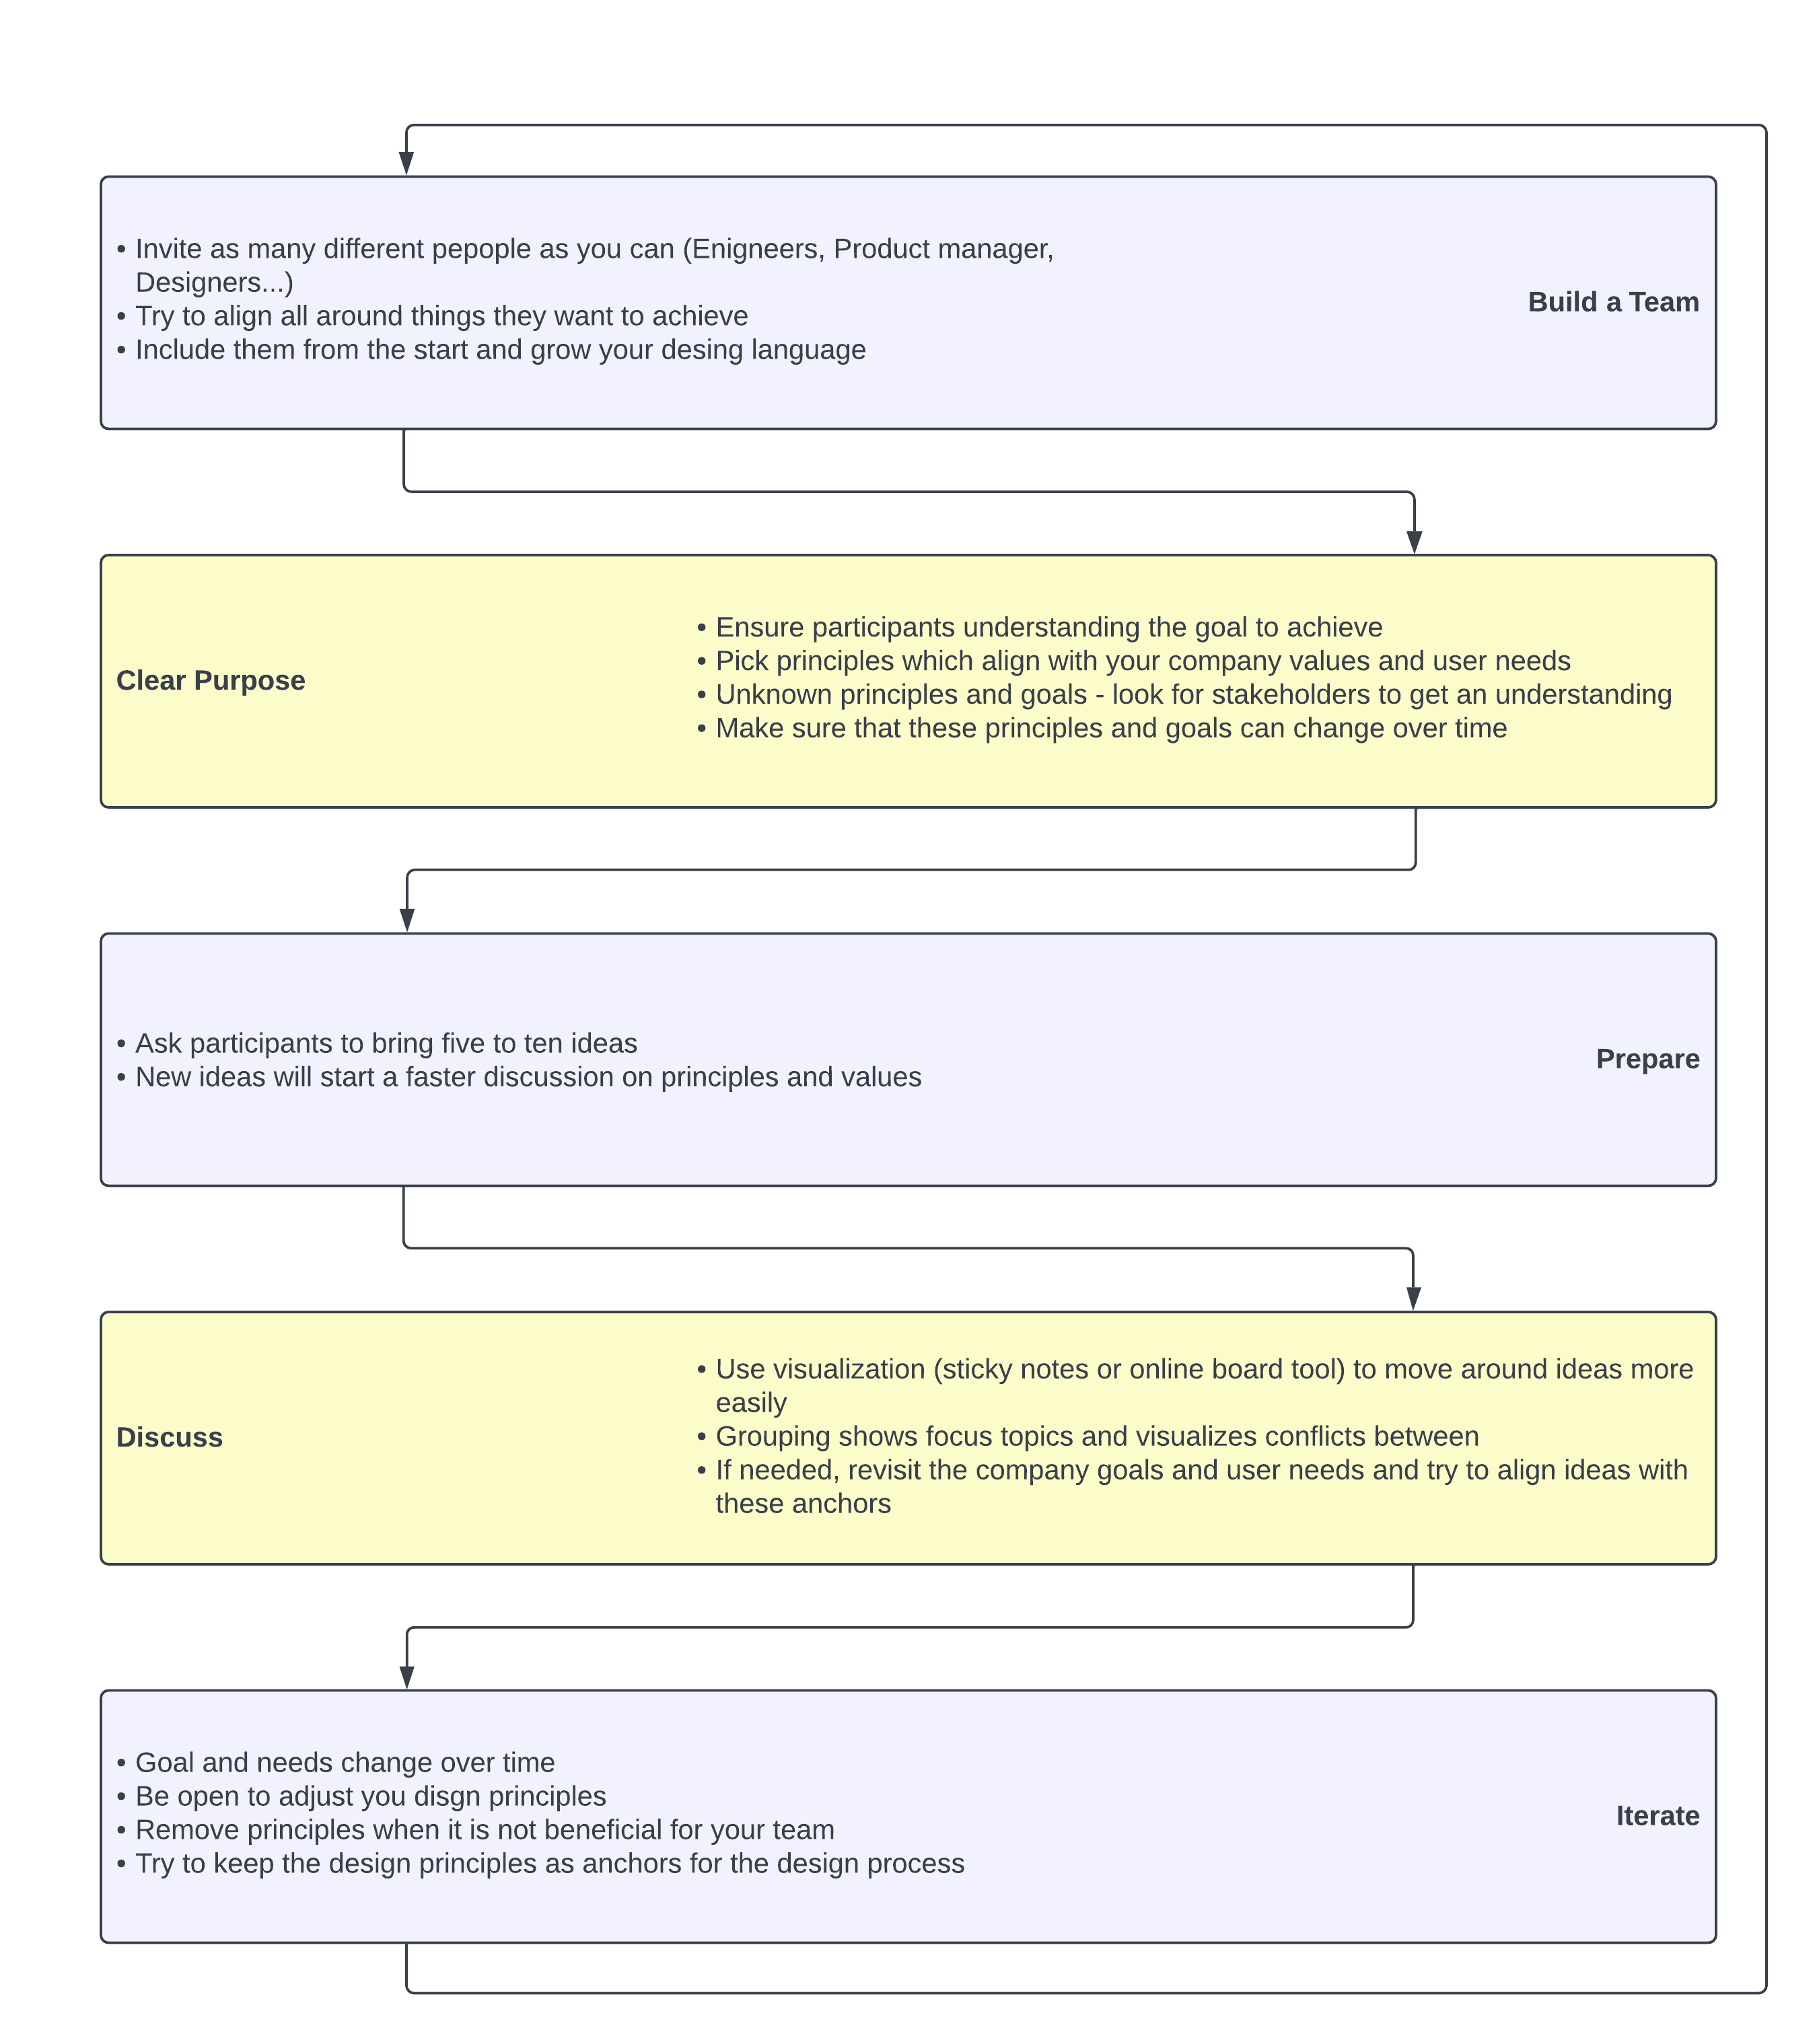 • Invite as many different pepople as you can (Enigneers, Product manager,
Designers...)
• Try to align all around things they want to achieve
• Include them from the start and grow your desing language
Build a Team
Clear Purpose
• Ensure participants understanding the goal to achieve
• Pick principles which align with your company values and user needs
• Unknown principles and goals - look for stakeholders to get an understanding
• Make sure that these principles and goals can change over time
• Ask participants to bring five to ten ideas
• New ideas will start a faster discussion on principles and values
Prepare
Discuss
• Use visualization (sticky notes or online board tool) to move around ideas more
easily
• Grouping shows focus topics and visualizes conflicts between
• If needed, revisit the company goals and user needs and try to align ideas with
these anchors
• Goal and needs change over time
• Be open to adjust you disgn principles
• Remove principles when it is not beneficial for your team
• Try to keep the design principles as anchors for the design process
Iterate